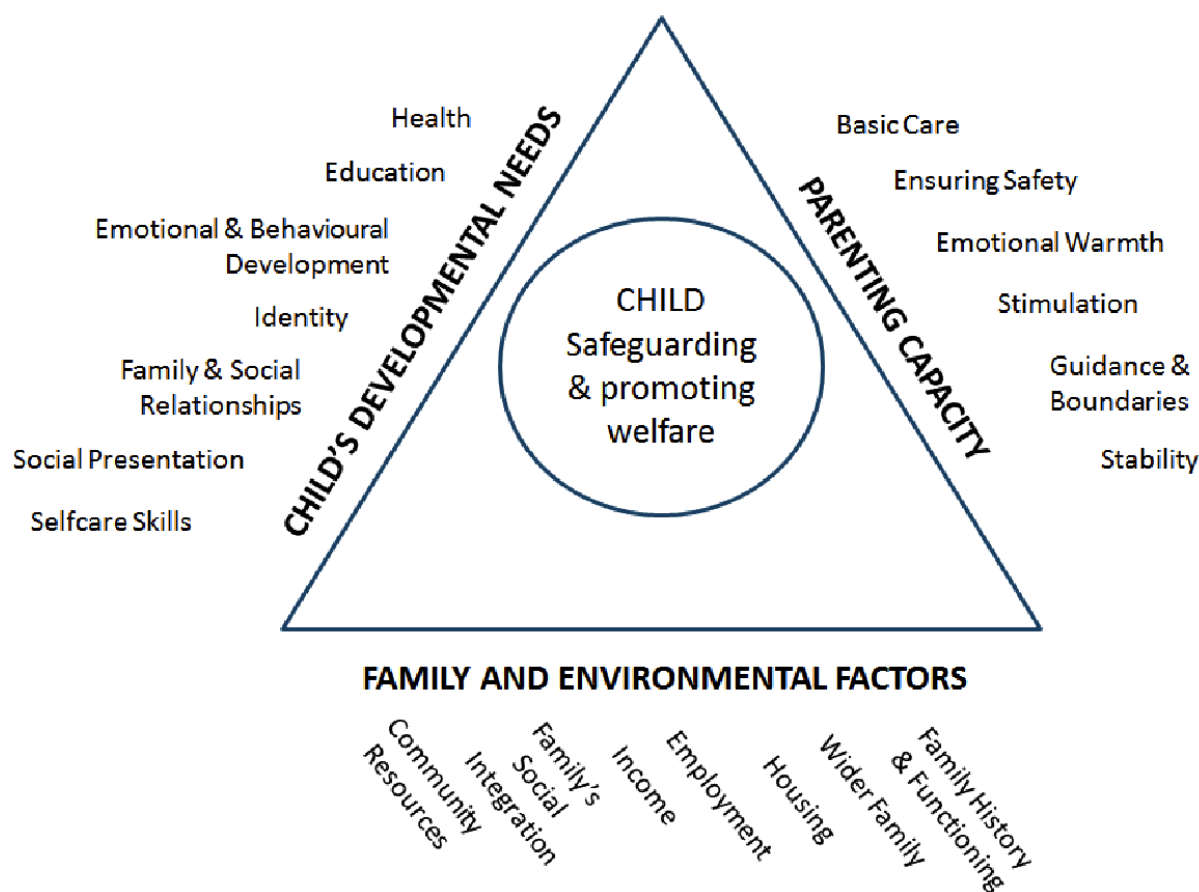 Health
Education
Emotional & Behavioural
Development
Identity
Family & Social
Relationships
Social Presentation
Selfcare Skills
CHILD'S DEVELOPMENTAL NEEDS
CHILD
Safeguarding
& promoting
welfare
PARENTING CAPACITY
Basic Care
Ensuring Safety
Emotional Warmth
Stimulation
Guidance &
Boundaries
Stability
FAMILY AND ENVIRONMENTAL FACTORS
Community
Resources
Family's
Social
Integration
Income
Employment
Housing
Wider Family
Family History
& Functioning